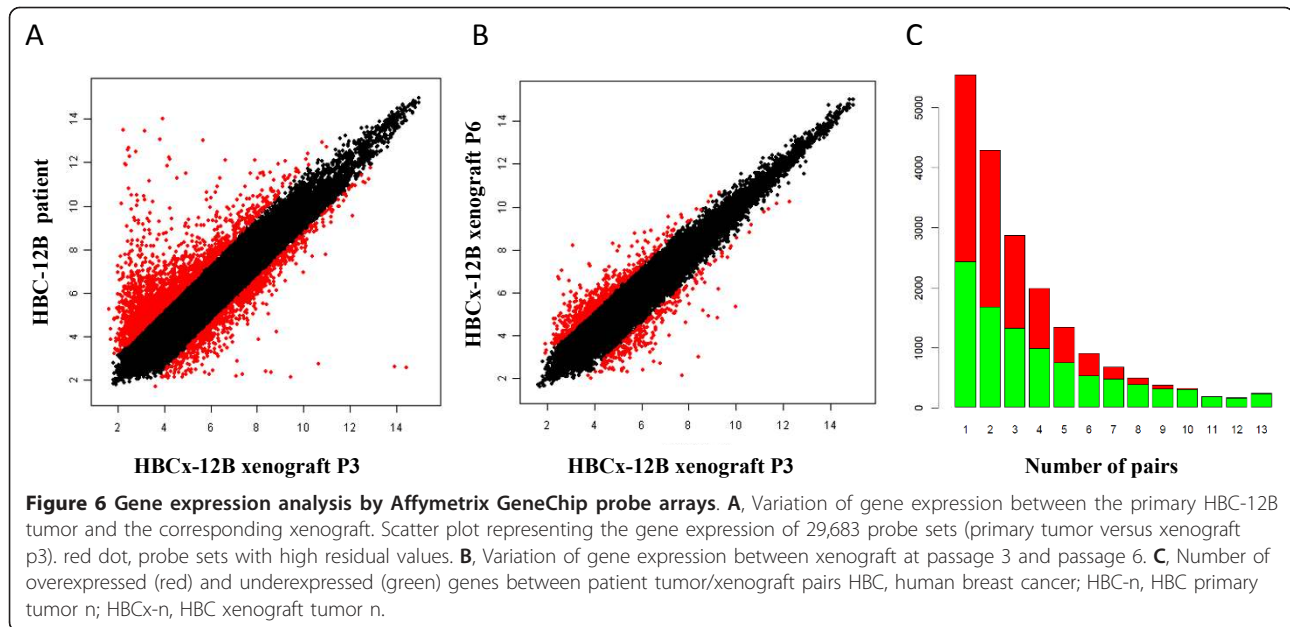 A
B
C
HBC-12B patient
14
12
10
8
6
4
2
2 4 6 8 10 12 14
HBCx-12B xenograft P3
HBCx-12B xenograft P6
14
12
10
8
6
4
2
2 4 6 8 10 12 14
HBCx-12B xenograft P3
5000
4000
3000
2000
1000
0
1 2 3 4 5 6 7 8 9 10 11 12 13
Number of pairs
Figure 6 Gene expression analysis by Affymetrix GeneChip probe arrays. A, Variation of gene expression between the primary HBC-12B
tumor and the corresponding xenograft. Scatter plot representing the gene expression of 29,683 probe sets (primary tumor versus xenograft
p3). red dot, probe sets with high residual values. B, Variation of gene expression between xenograft at passage 3 and passage 6. C, Number of
overexpressed (red) and underexpressed (green) genes between patient tumor/xenograft pairs HBC, human breast cancer; HBC-n, HBC primary
tumor n; HBCx-n, HBC xenograft tumor n.